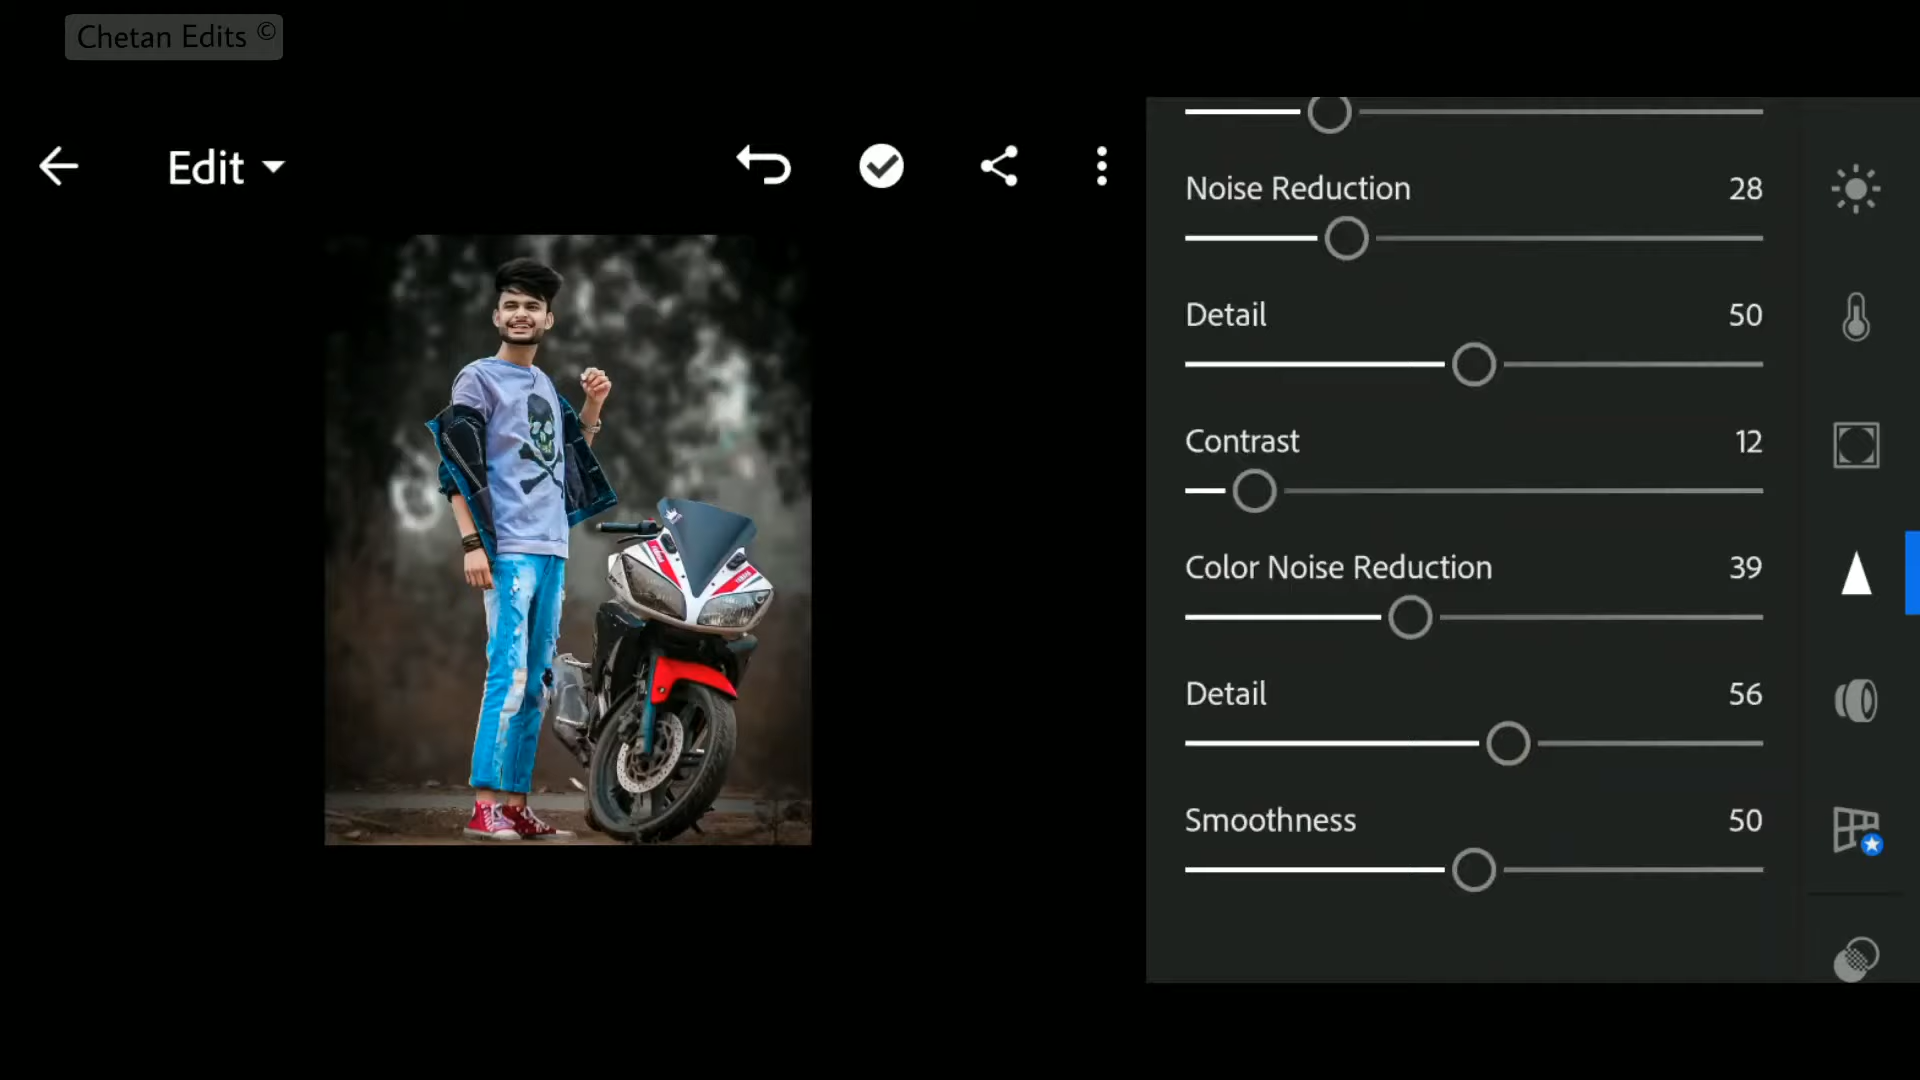 Chetan Edits ©
Edit
Noise Reduction 28
Detail 50
Contrast 12
Color Noise Reduction 39
Detail 56
Smoothness 50